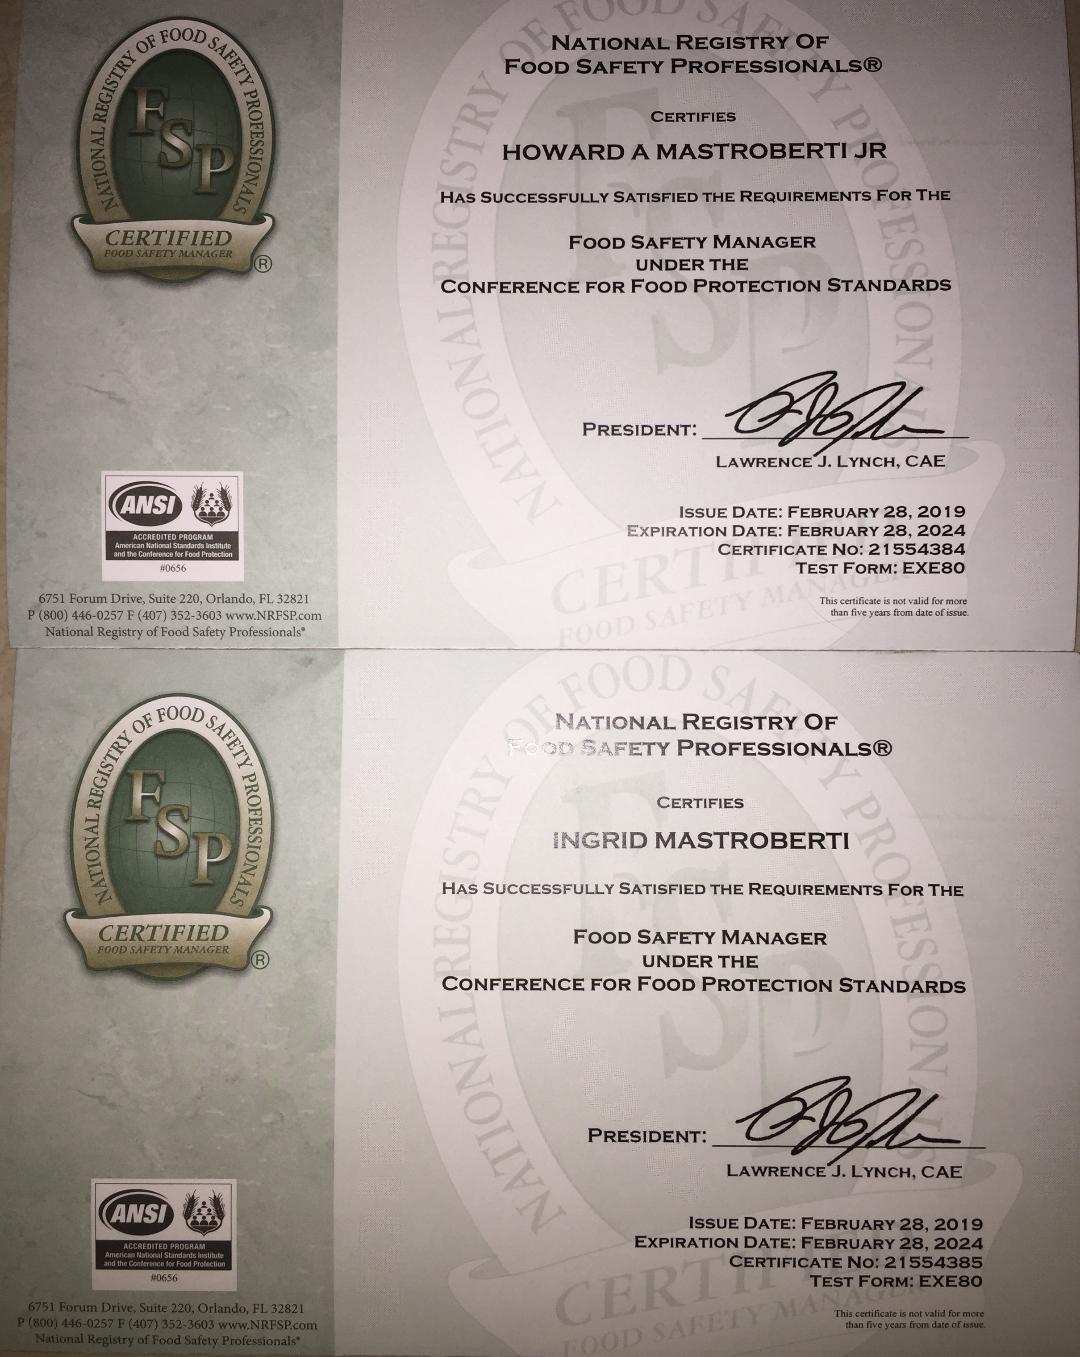 NATIONAL REGISTRY OF FOOD SAFETY PROFESSIONALS
FSP
CERTIFIED
FOOD SAFETY MANAGER
®
NATIONAL REGISTRY OF
FOOD SAFETY PROFESSIONALS®
CERTIFIES
HOWARD A MASTROBERTI JR
HAS SUCCESSFULLY SATISFIED THE REQUIREMENTS FOR THE
FOOD SAFETY MANAGER
UNDER THE
CONFERENCE FOR FOOD PROTECTION STANDARDS
PRESIDENT:
LAWRENCE J. LYNCH, CAE
ISSUE DATE: FEBRUARY 28, 2019
EXPIRATION DATE: FEBRUARY 28, 2024
CERTIFICATE NO: 21554384
TEST FORM: EXE80
This certificate is not valid for more
than five years from date of issue.
ANSI
ACCREDITED PROGRAM
American National Standards Institute
and the Conference for Food Protection
#0656
6751 Forum Drive, Suite 220, Orlando, FL 32821
P (800) 446-0257 F (407) 352-3603 www.NRFSP.com
National Registry of Food Safety Professionals®
NATIONAL REGISTRY OF FOOD SAFETY PROFESSIONALS
FSP
CERTIFIED
FOOD SAFETY MANAGER
®
NATIONAL REGISTRY OF
FOOD SAFETY PROFESSIONALS®
CERTIFIES
INGRID MASTROBERTI
HAS SUCCESSFULLY SATISFIED THE REQUIREMENTS FOR THE
FOOD SAFETY MANAGER
UNDER THE
CONFERENCE FOR FOOD PROTECTION STANDARDS
PRESIDENT:
LAWRENCE J. LYNCH, CAE
ISSUE DATE: FEBRUARY 28, 2019
EXPIRATION DATE: FEBRUARY 28, 2024
CERTIFICATE NO: 21554385
TEST FORM: EXE80
This certificate is not valid for more
than five years from date of issue.
ANSI
ACCREDITED PROGRAM
American National Standards Institute
and the Conference for Food Protection
#0656
6751 Forum Drive, Suite 220, Orlando, FL 32821
P (800) 446-0257 F (407) 352-3603 www.NRFSP.com
National Registry of Food Safety Professionals®